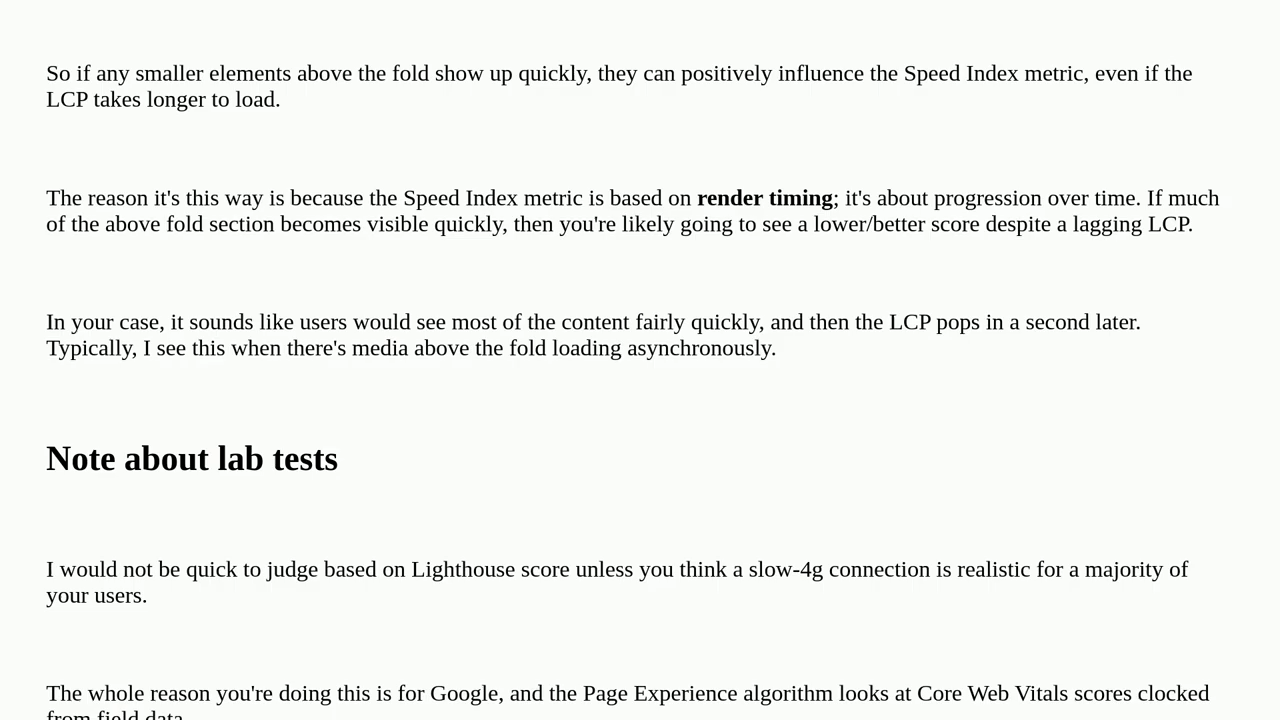 So if any smaller elements above the fold show up quickly, they can positively influence the Speed Index metric, even if the
LCP takes longer to load.
The reason it's this way is because the Speed Index metric is based on render timing; it's about progression over time. If much
of the above fold section becomes visible quickly, then you're likely going to see a lower/better score despite a lagging LCP.
In your case, it sounds like users would see most of the content fairly quickly, and then the LCP pops in a second later.
Typically, I see this when there's media above the fold loading asynchronously.
Note about lab tests
I would not be quick to judge based on Lighthouse score unless you think a slow-4g connection is realistic for a majority of
your users.
The whole reason you're doing this is for Google, and the Page Experience algorithm looks at Core Web Vitals scores clocked
from field data.